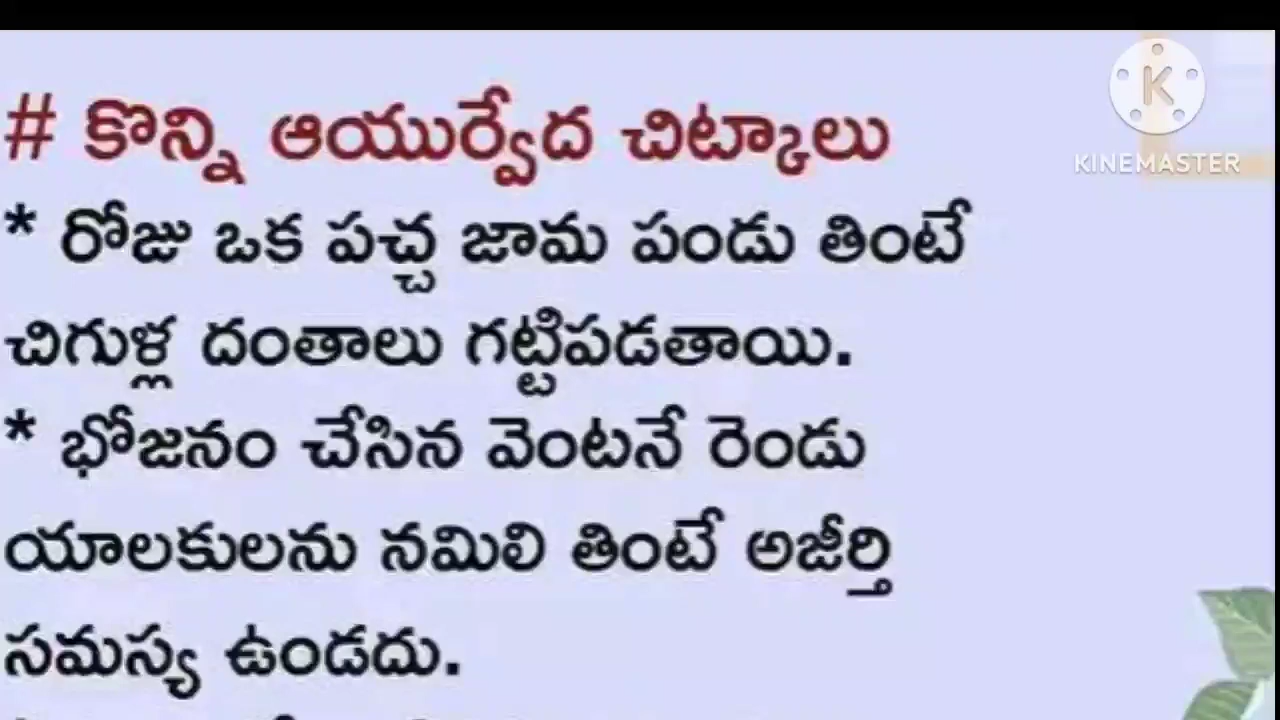 # కొన్ని ఆయుర్వేద చిట్కాలు
* రోజు ఒక పచ్చ జామ పండు తింటే
చిగుళ్ల దంతాలు గట్టిపడతాయి.
* భోజనం చేసిన వెంటనే రెండు
యాలకులను నమిలి తింటే అజీర్తి
సమస్య ఉండదు.
K
KINEMASTER